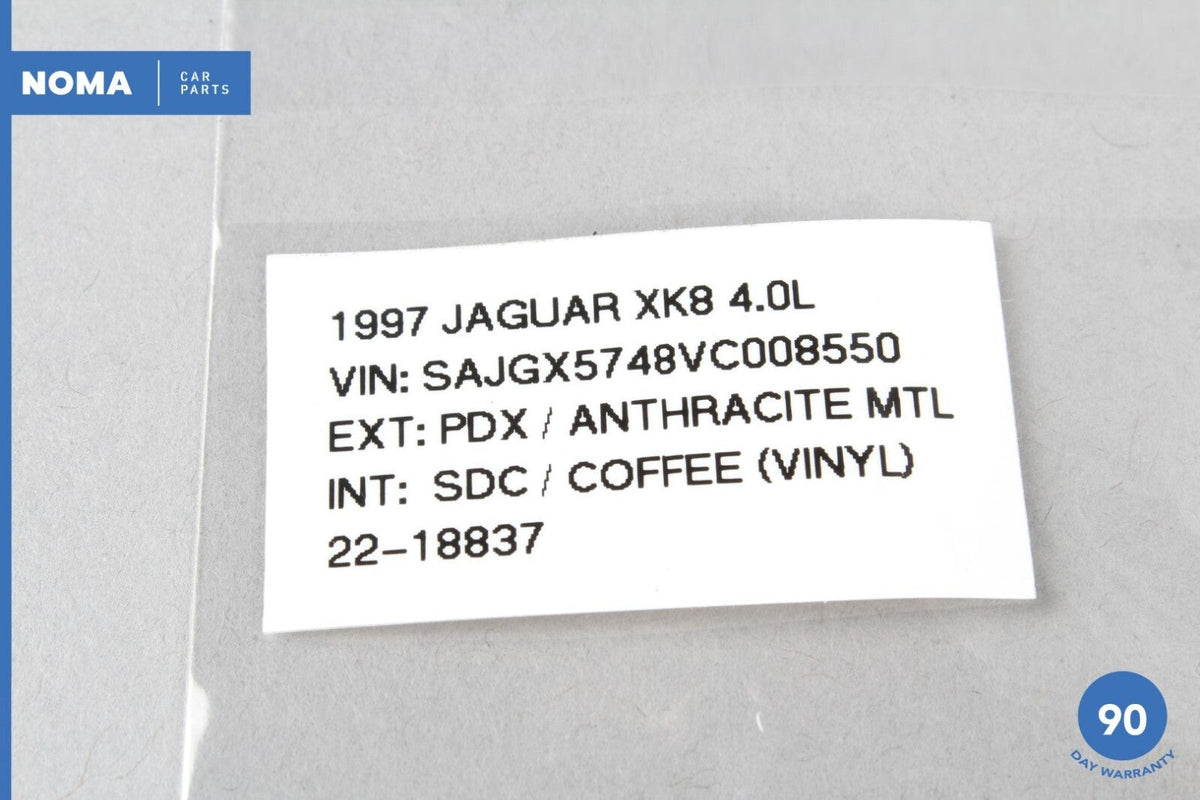 NOMA
CAR
PARTS
1997 JAGUAR XK8 4.0L
VIN: SAJGX5748VC008550
EXT: PDX / ANTHRACITE MTL
INT: SDC / COFFEE (VINYL)
22-18837
90
DAY WARRANTY